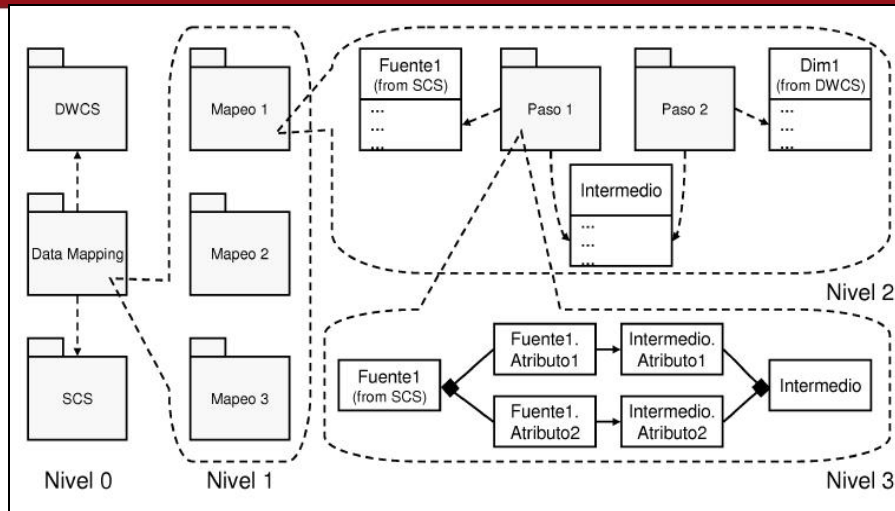 DWCS
Data Mapping
SCS
Nivel 0
Mapeo 1
Mapeo 2
Mapeo 3
Nivel 1
Fuente1
(from SCS)
...
...
...
Paso 1
Paso 2
Dim1
(from DWCS)
...
...
...
Intermedio
...
...
...
Nivel 2
Fuente1
(from SCS)
Fuente1.
Atributo1
Intermedio.
Atributo1
Fuente1.
Atributo2
Intermedio.
Atributo2
Intermedio
Nivel 3